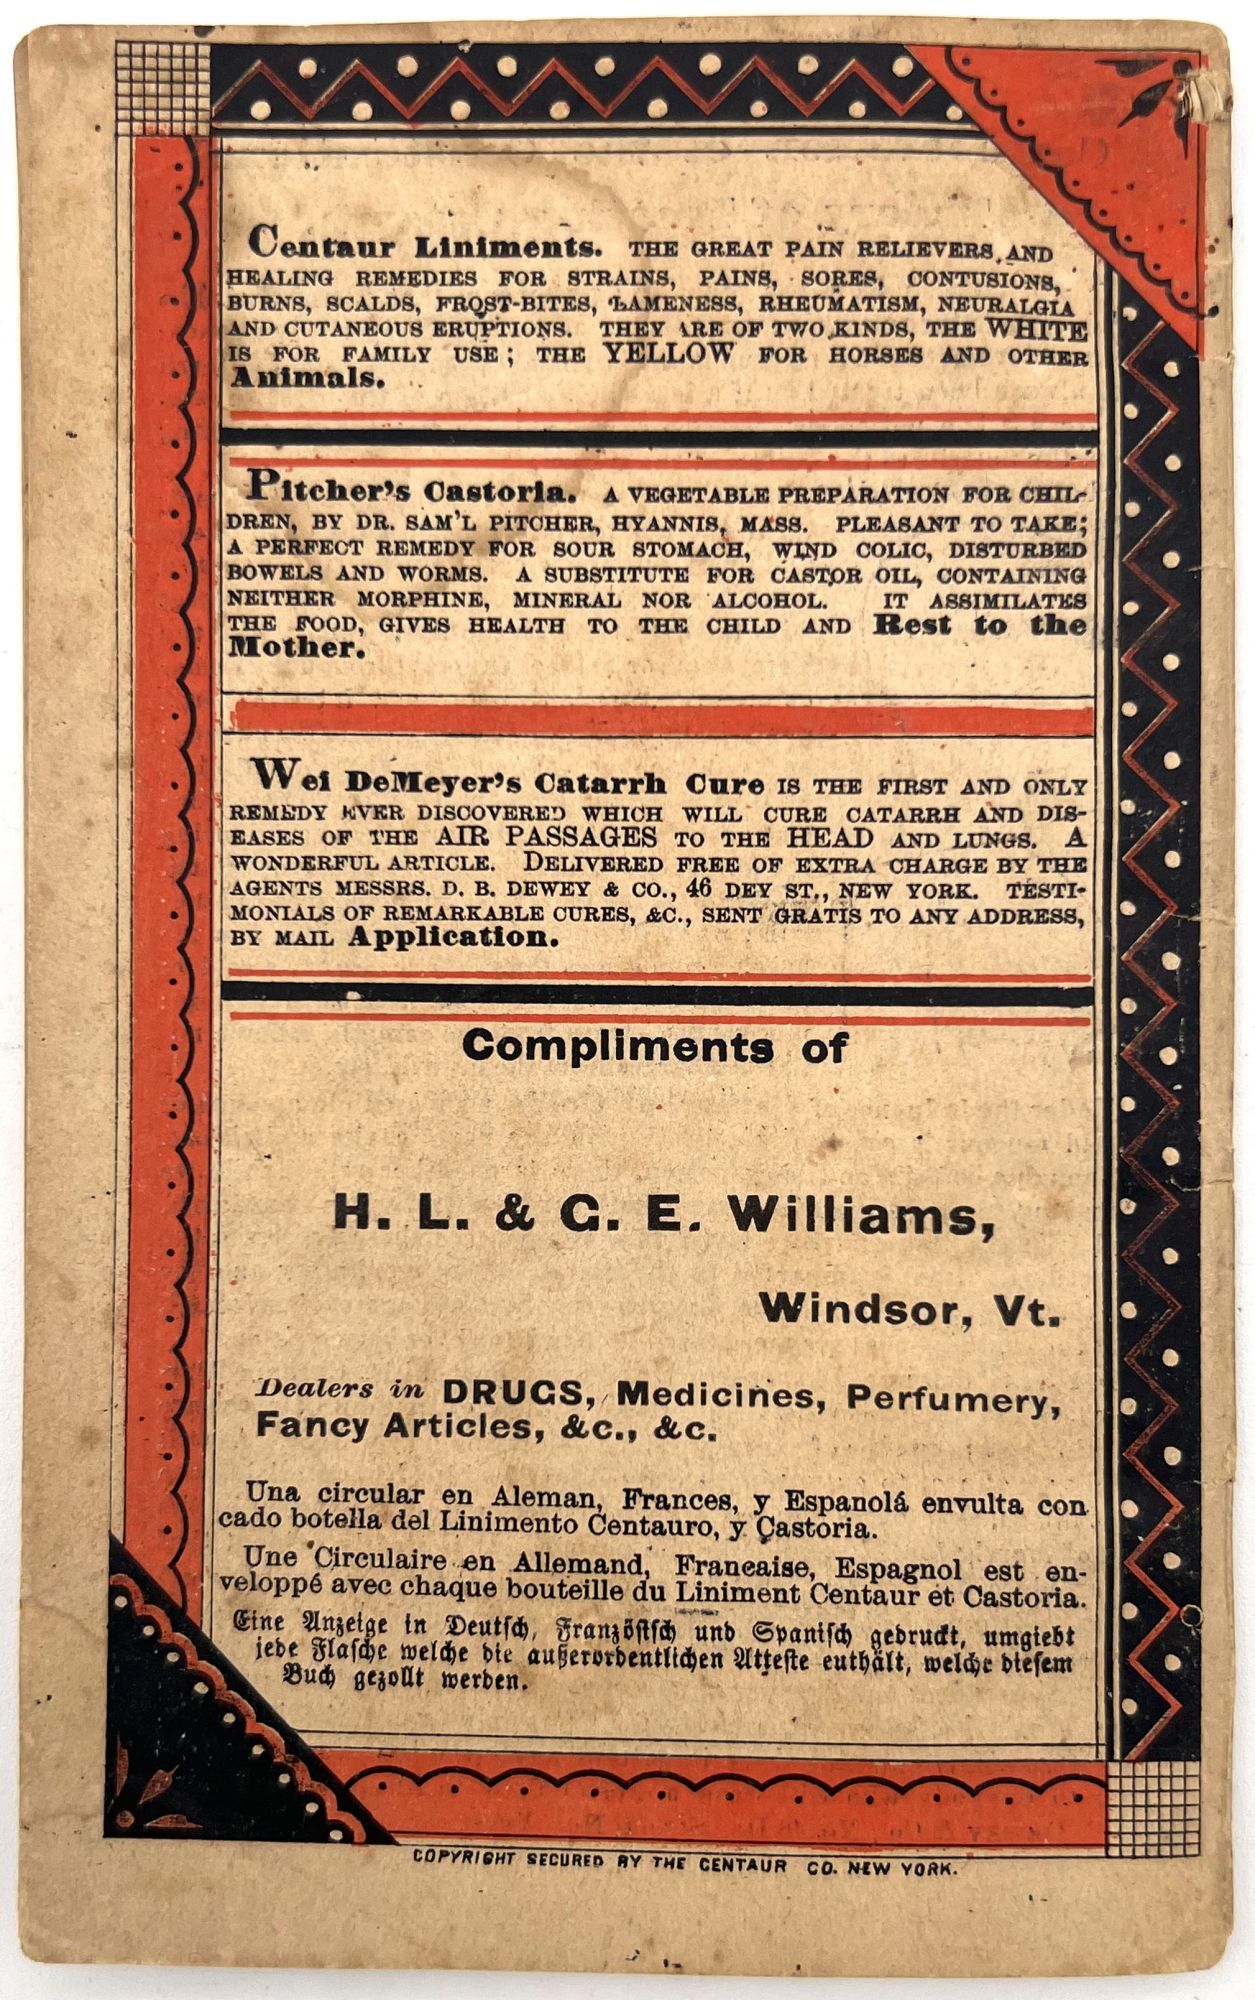 Centaur Liniments. THE GREAT PAIN RELIEVERS AND
HEALING REMEDIES FOR STRAINS, PAINS, SORES, CONTUSIONS,
BURNS, SCALDS, FROST-BITES, LAMENESS, RHEUMATISM, NEURALGIA
AND CUTANEOUS ERUPTIONS. THEY ARE OF TWO KINDS, THE WHITE
IS FOR FAMILY USE; THE YELLOW FOR HORSES AND OTHER
Animals.
Pitcher's Castoria. A VEGETABLE PREPARATION FOR CHIL-
DREN, BY DR. SAM'L PITCHER, HYANNIS, MASS. PLEASANT TO TAKE;
A PERFECT REMEDY FOR SOUR STOMACH, WIND COLIC, DISTURBED
BOWELS AND WORMS. A SUBSTITUTE FOR CASTOR OIL, CONTAINING
NEITHER MORPHINE, MINERAL NOR ALCOHOL. IT ASSIMILATES
THE FOOD, GIVES HEALTH TO THE CHILD AND Rest to the
Mother.
Wei DeMeyer's Catarrh Cure IS THE FIRST AND ONLY
REMEDY EVER DISCOVERED WHICH WILL CURE CATARRH AND DIS-
EASES OF THE AIR PASSAGES TO THE HEAD AND LUNGS. A
WONDERFUL ARTICLE. DELIVERED FREE OF EXTRA CHARGE BY THE
AGENTS MESSRS. D. B. DEWEY & CO., 46 DEY ST., NEW YORK. TESTI-
MONIALS OF REMARKABLE CURES, &C., SENT GRATIS TO ANY ADDRESS,
BY MAIL Application.
Compliments of
H. L. & G. E. Williams,
Windsor, Vt.
Dealers in DRUGS, Medicines, Perfumery,
Fancy Articles, &c., &c.
Una circular en Aleman, Frances, y Espanolá envulta con
cado botella del Linimento Centauro, y Castoria.
Une Circulaire en Allemand, Francaise, Espagnol est en-
veloppé avec chaque bouteille du Liniment Centaur et Castoria.
Eine Anzeige in Deutsch, Französisch und Spanisch gedruckt, umgiebt
jede Flasche welche die außerordentlichen Atteste euthält, welche diesem
Buch gezollt werden.
COPYRIGHT SECURED BY THE CENTAUR CO. NEW YORK.